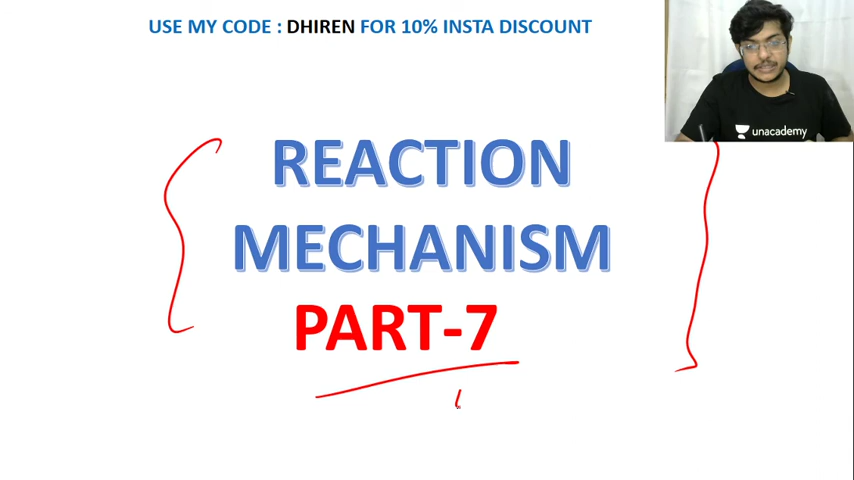 USE MY CODE : DHIREN FOR 10% INSTA DISCOUNT
unacademy
REACTION
MECHANISM
PART-7